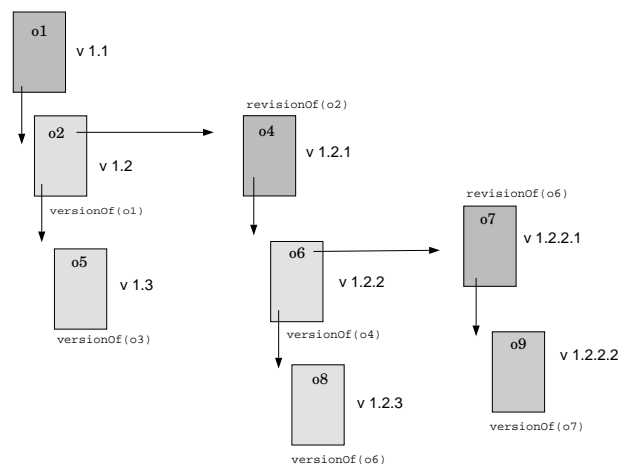 o1
v 1.1
revisionOf(o2)
o2
o4
v 1.2
v 1.2.1
versionOf(o1)
revisionOf(o6)
o7
v 1.2.2.1
o5
v 1.3
o6
v 1.2.2
versionOf(o3)
versionOf(o4)
o9
v 1.2.2.2
o8
v 1.2.3
versionOf(o7)
versionOf(o6)